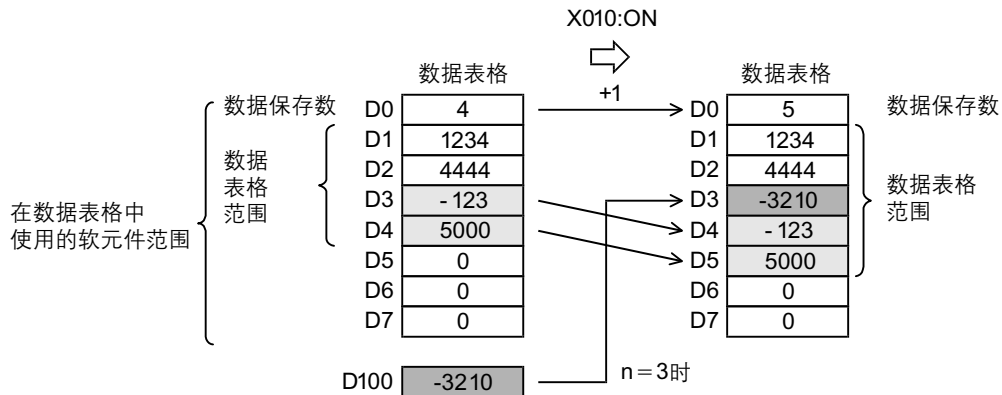 X010:ON
数据表格
数据表格
+1
数据保存数 D0 4
D0 5 数据保存数
D1 1234
D1 1234
D2 4444
D2 4444
D3 -123
D3 -3210
D4 5000
D4 -123
D5 0
D5 5000
D6 0
D6 0
D7 0
D7 0
数据
表格
范围
数据表格
范围
在数据表格中
使用的软元件范围
D100 -3210
n=3时